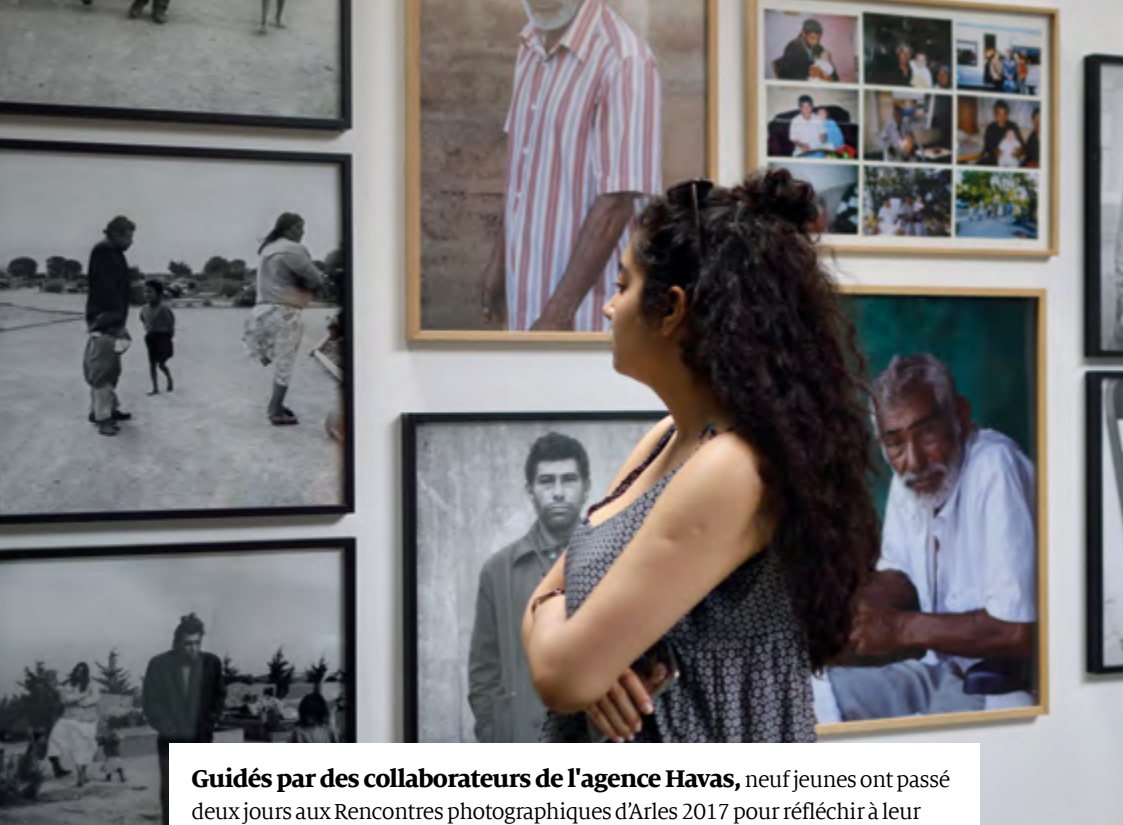 Guidés par des collaborateurs de l'agence Havas, neuf jeunes ont passé
deux jours aux Rencontres photographiques d'Arles 2017 pour réfléchir à leur